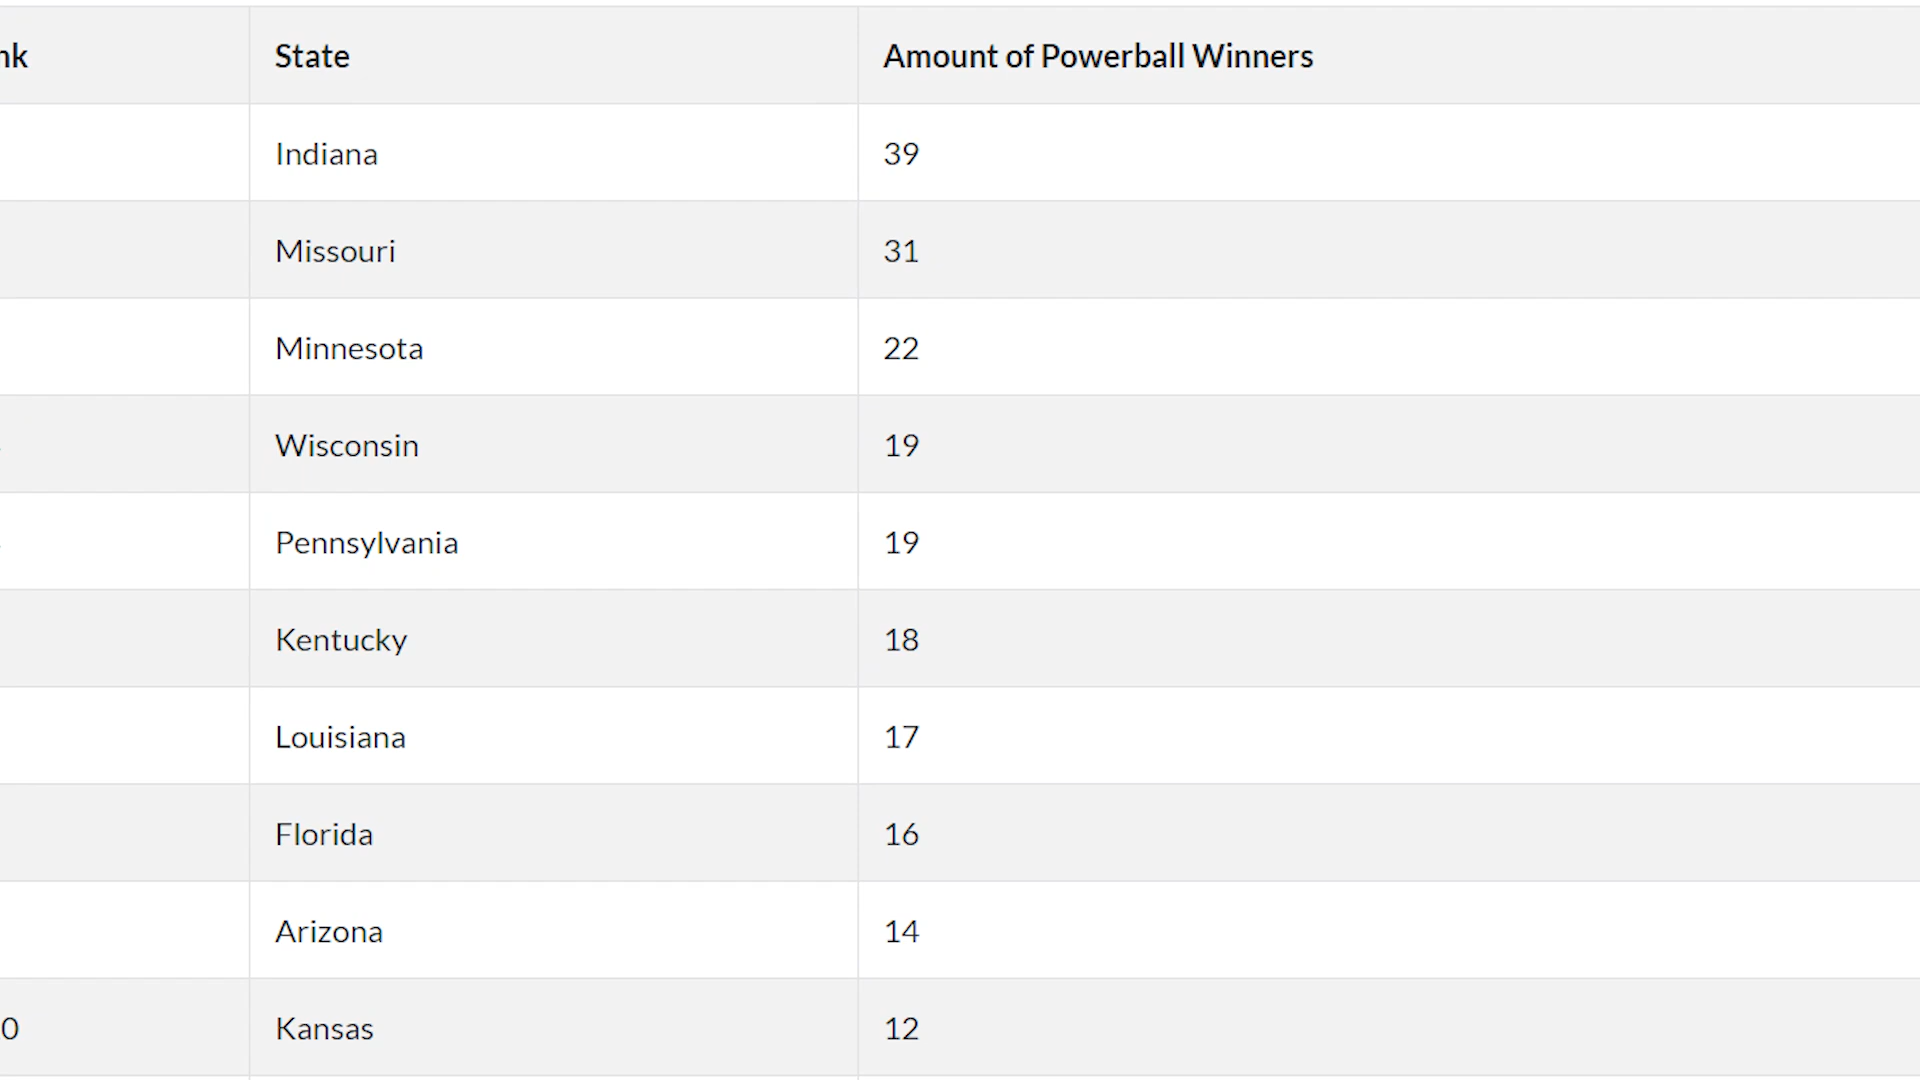 nk State Amount of Powerball Winners
Indiana 39
Missouri 31
Minnesota 22
Wisconsin 19
Pennsylvania 19
Kentucky 18
Louisiana 17
Florida 16
Arizona 14
0 Kansas 12